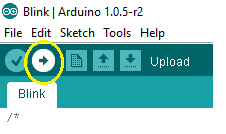 Blink | Arduino 1.0.5-r2
File Edit Sketch Tools Help
Upload
Blink
/*